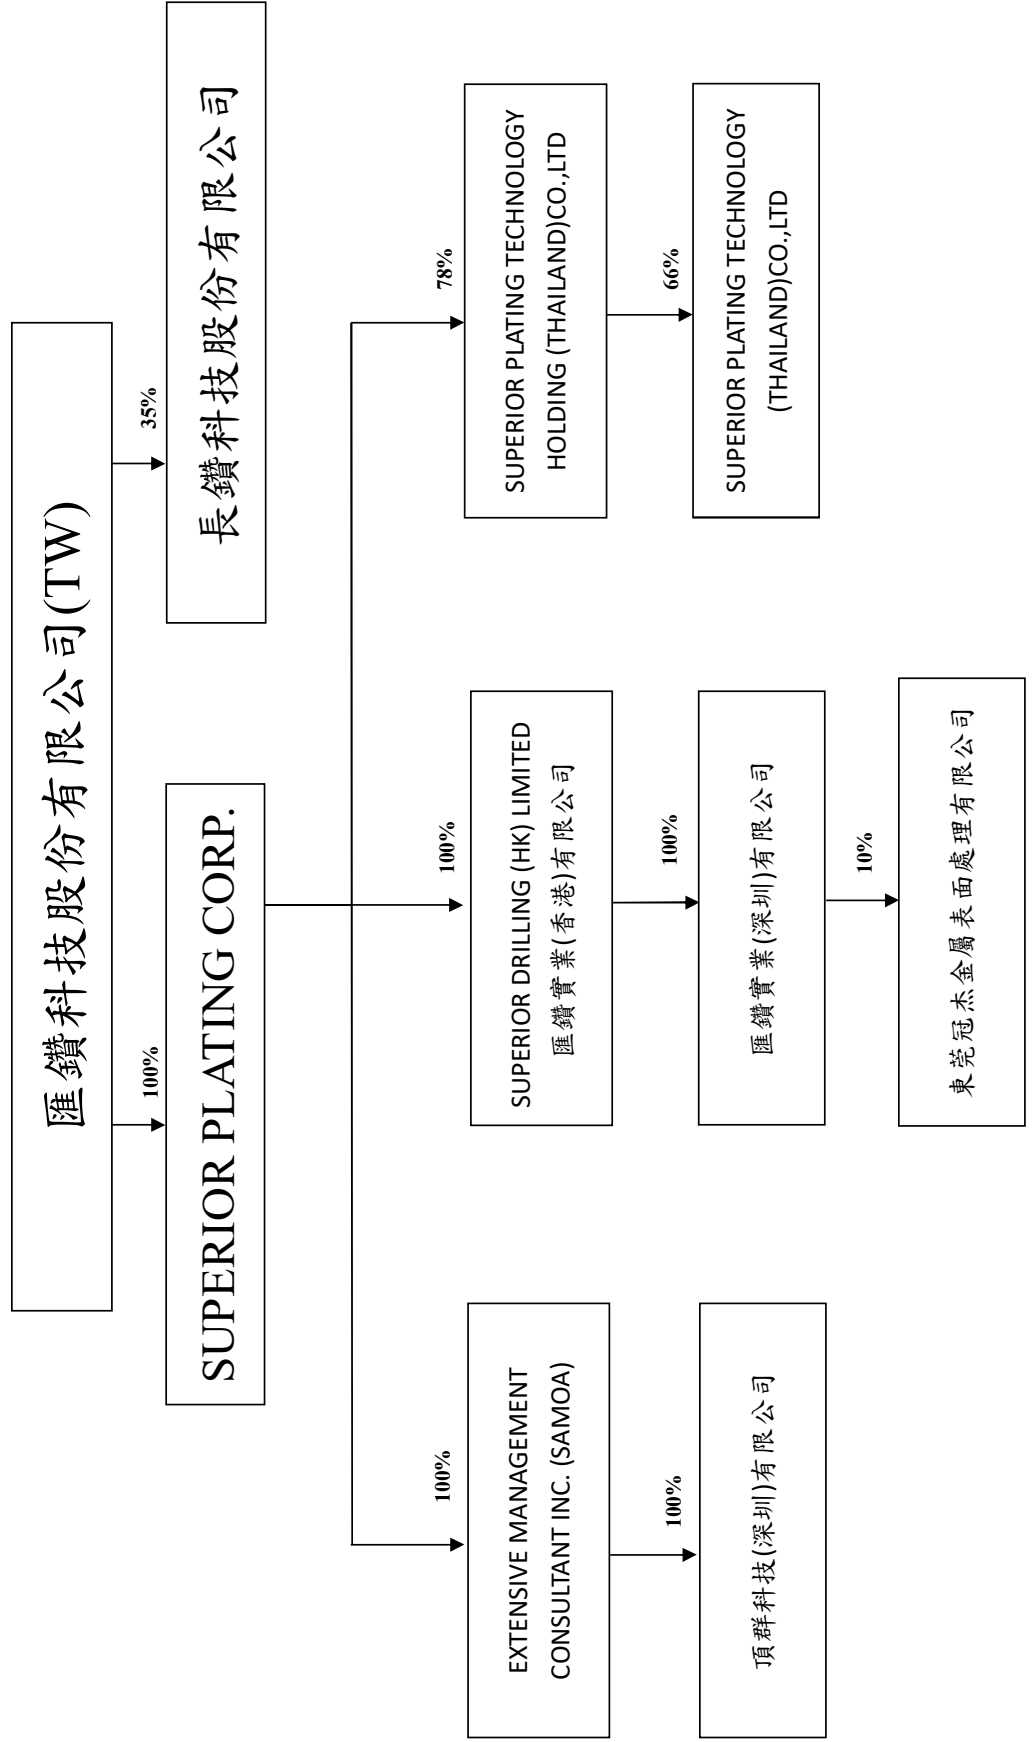 匯鑽科技股份有限公司(TW)
100%
35%
SUPERIOR PLATING CORP.
長鑽科技股份有限公司
100%
100%
78%
EXTENSIVE MANAGEMENT
CONSULTANT INC. (SAMOA)
SUPERIOR DRILLING (HK) LIMITED
匯鑽實業(香港)有限公司
SUPERIOR PLATING TECHNOLOGY
HOLDING (THAILAND)CO.,LTD
100%
100%
66%
頂群科技(深圳)有限公司
匯鑽實業(深圳)有限公司
SUPERIOR PLATING TECHNOLOGY
(THAILAND)CO.,LTD
10%
東莞冠杰金屬表面處理有限公司